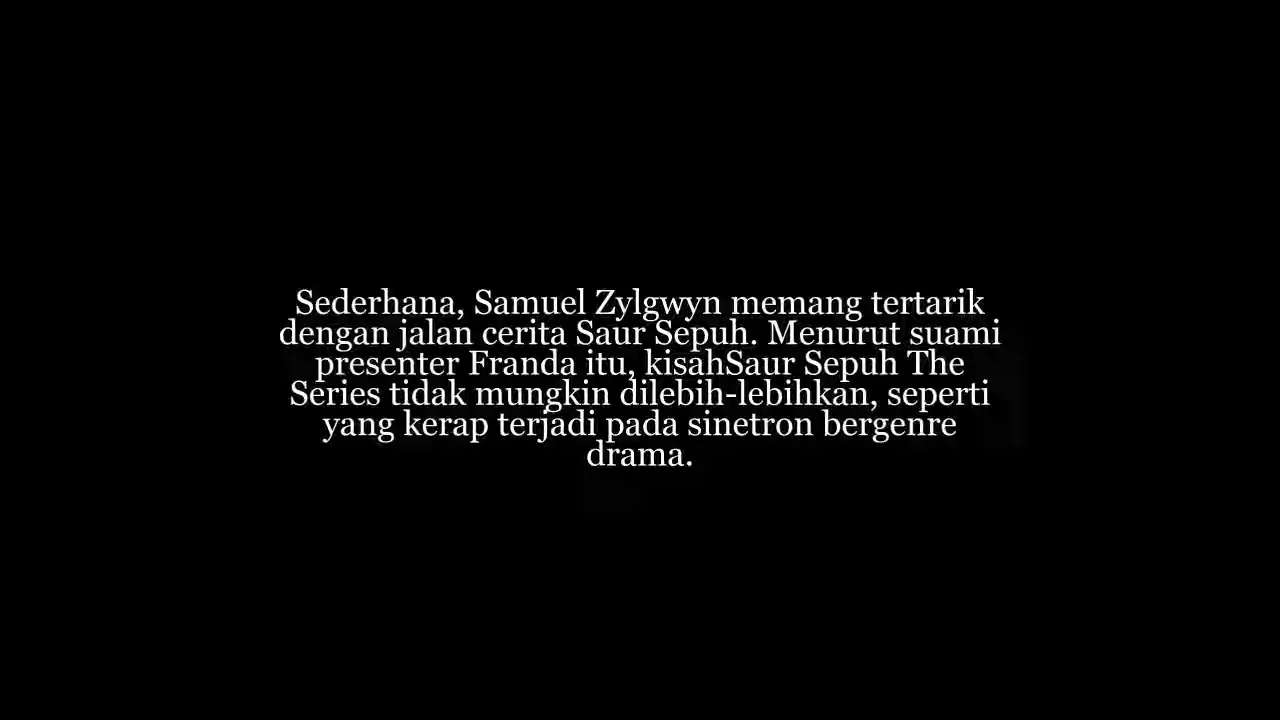 Sederhana, Samuel Zylgwyn memang tertarik
dengan jalan cerita Saur Sepuh. Menurut suami
presenter Franda itu, kisahSaur Sepuh The
Series tidak mungkin dilebih-lebihkan, seperti
yang kerap terjadi pada sinetron bergenre
drama.